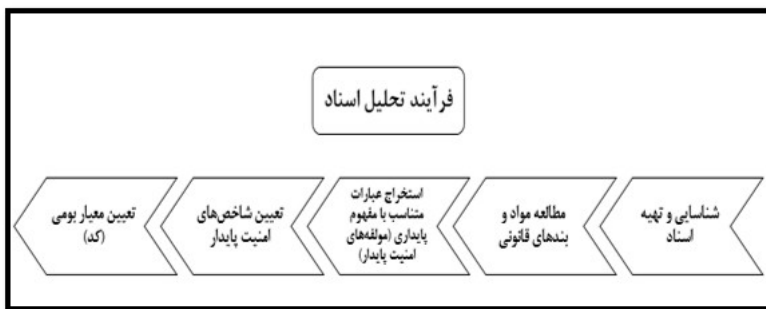 فرآیند تحلیل اسناد
شناسایی و تهیه
اسناد
مطالعه مواد و
بندهای قانونی
استخراج عبارات
متناسب با مفهوم
پایداری (مولفه‌های
امنیت پایدار)
تعیین شاخص‌های
امنیت پایدار
تعیین معیار بومی
(کد)